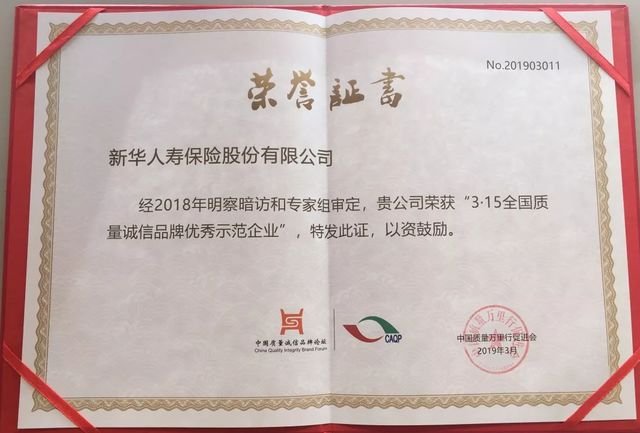 No.201903011
荣誉証書
新华人寿保险股份有限公司
经2018年明察暗访和专家组审定，贵公司荣获“3·15全国质
量诚信品牌优秀示范企业”，特发此证，以资鼓励。
中国质量诚信品牌论坛
China Quality Integrity Brand Forum
CAQP
中国质量万里行促进会
2019年3月